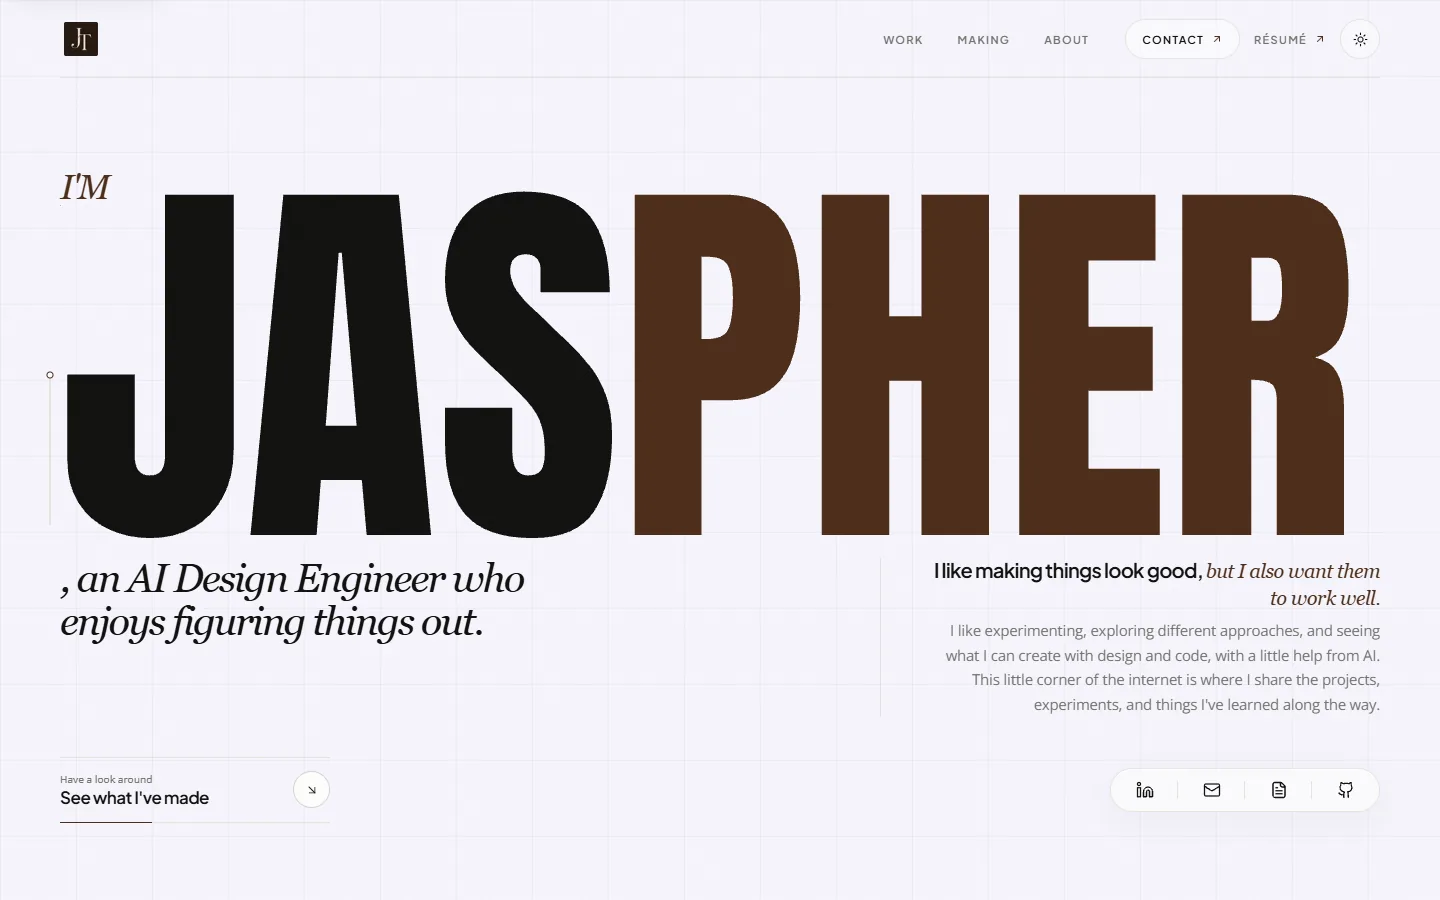 JT
WORK
MAKING
ABOUT
CONTACT
RÉSUMÉ
I'M
JASPHER
, an AI Design Engineer who
enjoys figuring things out.
I like making things look good, but I also want them
to work well.
I like experimenting, exploring different approaches, and seeing
what I can create with design and code, with a little help from AI.
This little corner of the internet is where I share the projects,
experiments, and things I've learned along the way.
Have a look around
See what I've made
in